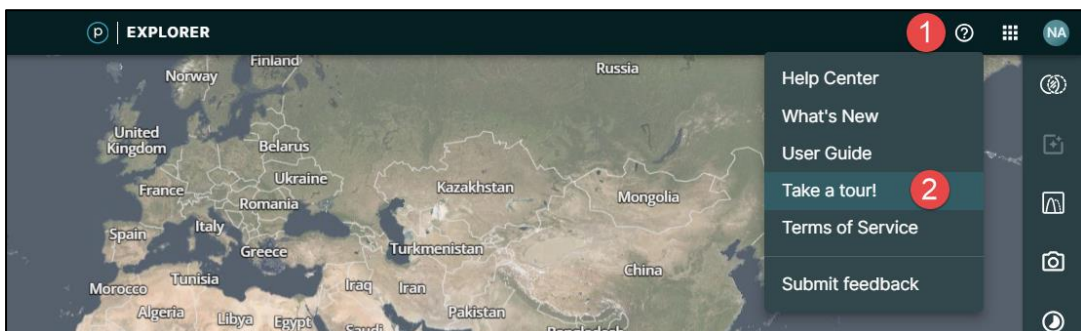 P | EXPLORER
1
NA
Help Center
What's New
User Guide
Take a tour! 2
Terms of Service
Submit feedback
Finland
Norway
Russia
United
Kingdom
Belarus
Ukraine
France
Kazakhstan
Mongolia
Romania
Spain
Italy
Greece
Turkmenistan
China
Tunisia
Morocco
Iraq
Iran
Algeria
Libya
Egypt
Pakistan